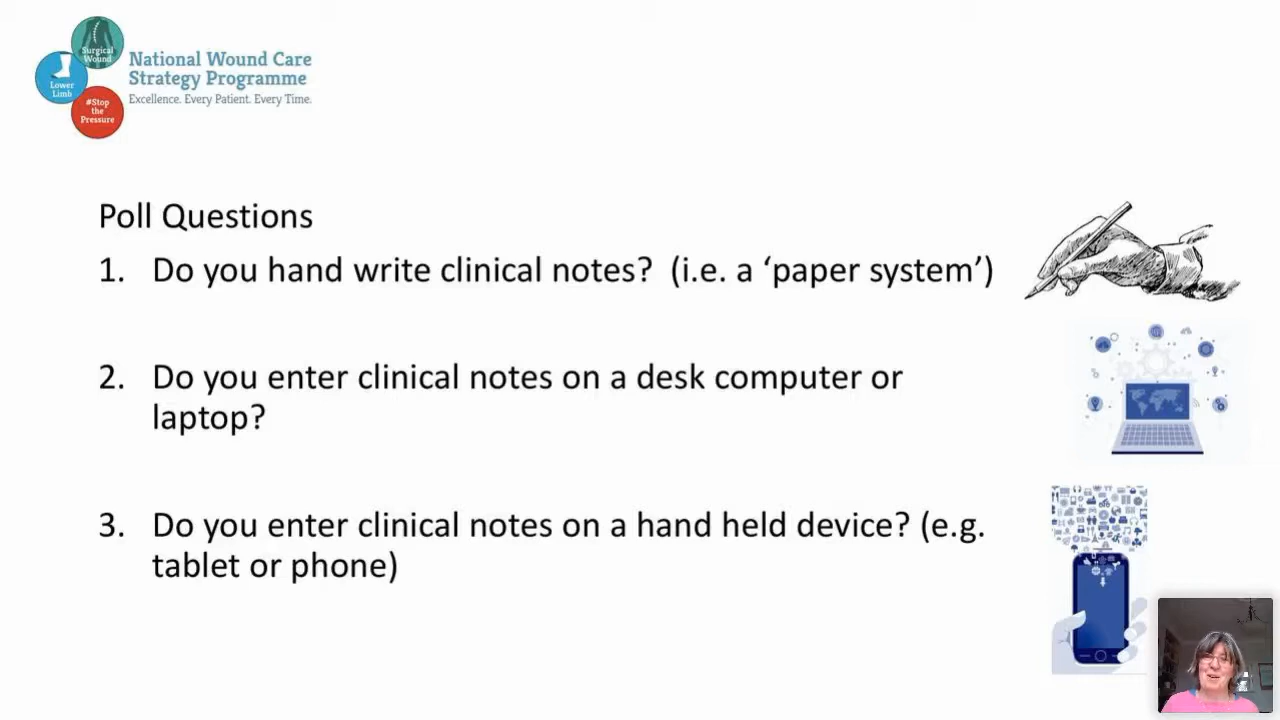 Surgical
Wound
Lower
Limb
#Stop
the
Pressure
National Wound Care
Strategy Programme
Excellence. Every Patient. Every Time.
Poll Questions
1. Do you hand write clinical notes? (i.e. a ‘paper system’)
2. Do you enter clinical notes on a desk computer or
laptop?
3. Do you enter clinical notes on a hand held device? (e.g.
tablet or phone)